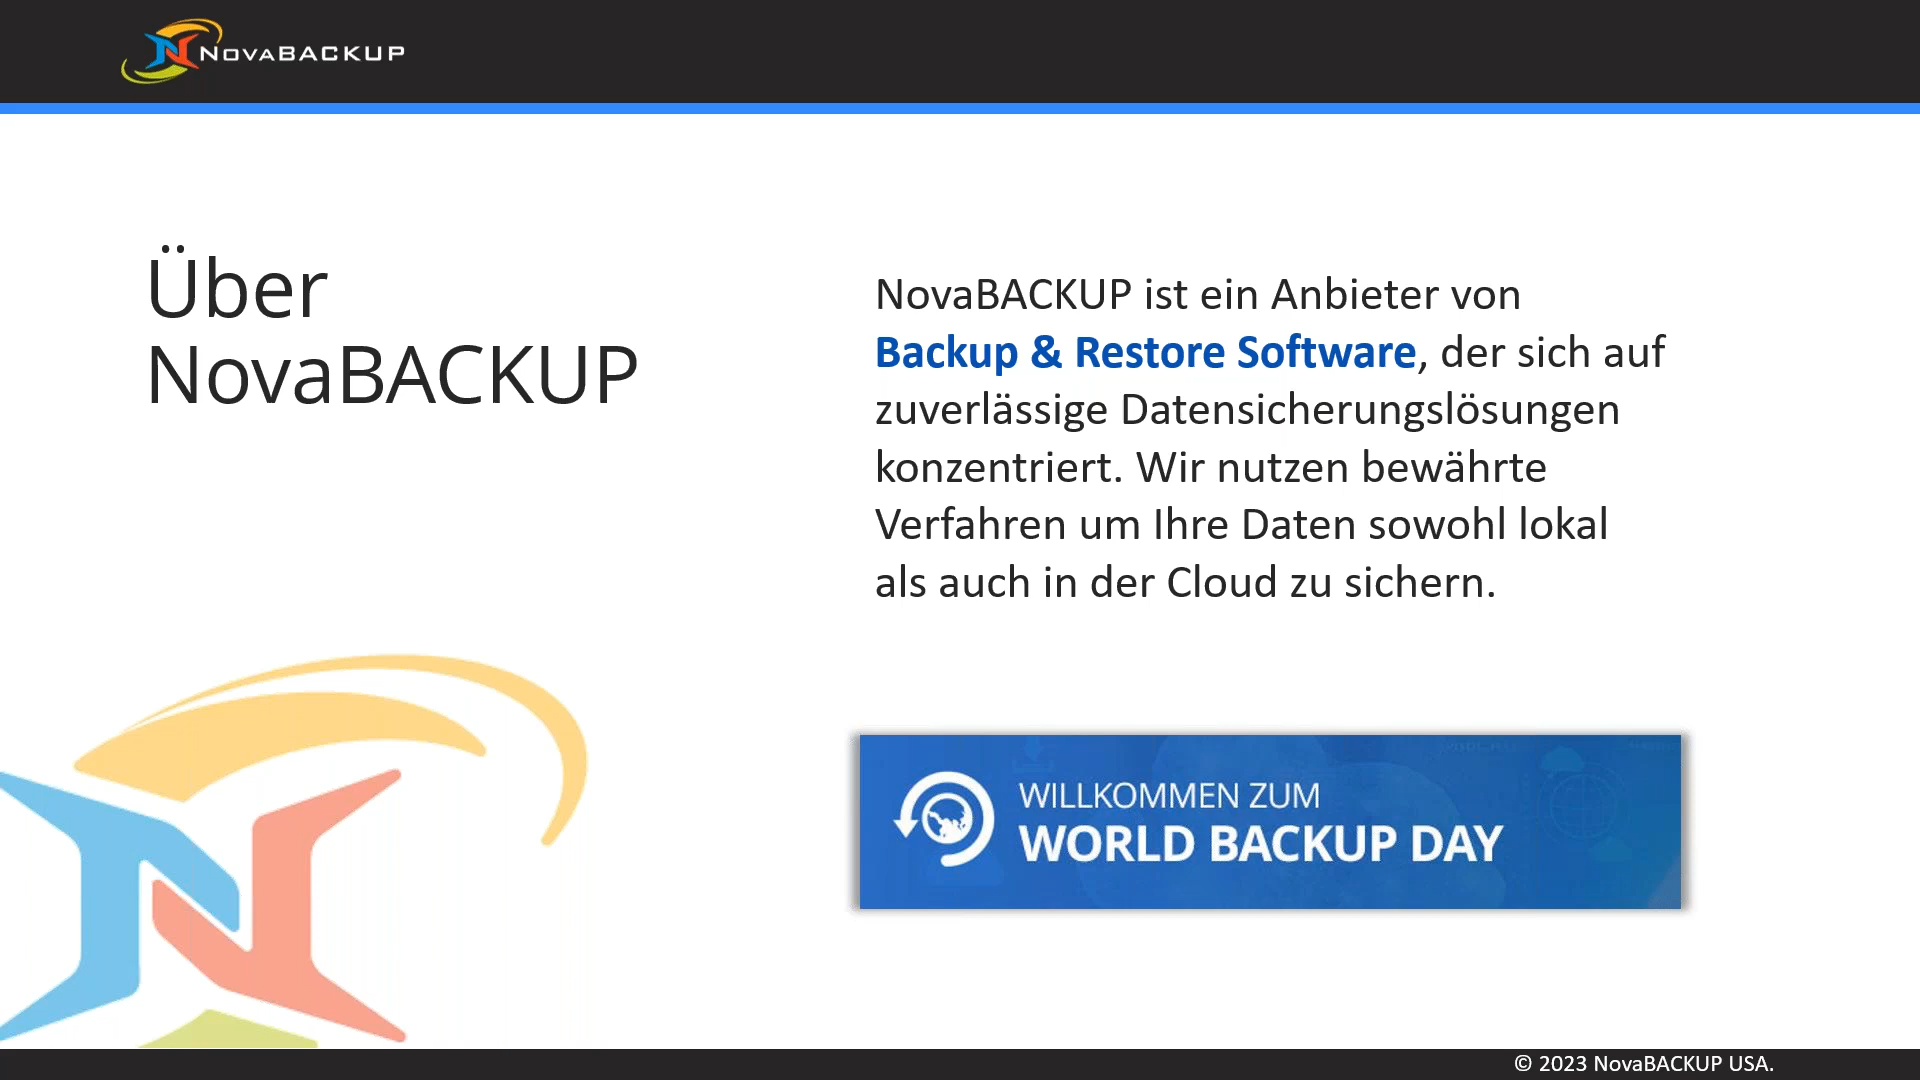 NovaBACKUP
Über
NovaBACKUP
NovaBACKUP ist ein Anbieter von
Backup & Restore Software, der sich auf
zuverlässige Datensicherungslösungen
konzentriert. Wir nutzen bewährte
Verfahren um Ihre Daten sowohl lokal
als auch in der Cloud zu sichern.
WILLKOMMEN ZUM
WORLD BACKUP DAY
© 2023 NovaBACKUP USA.